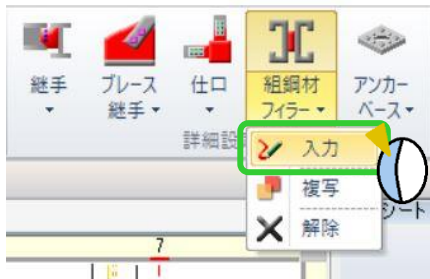 継手
ブレース
継手
仕口
組鋼材
フィラー
アンカー
ベース
詳細設
入力
複写
解除
シート
7